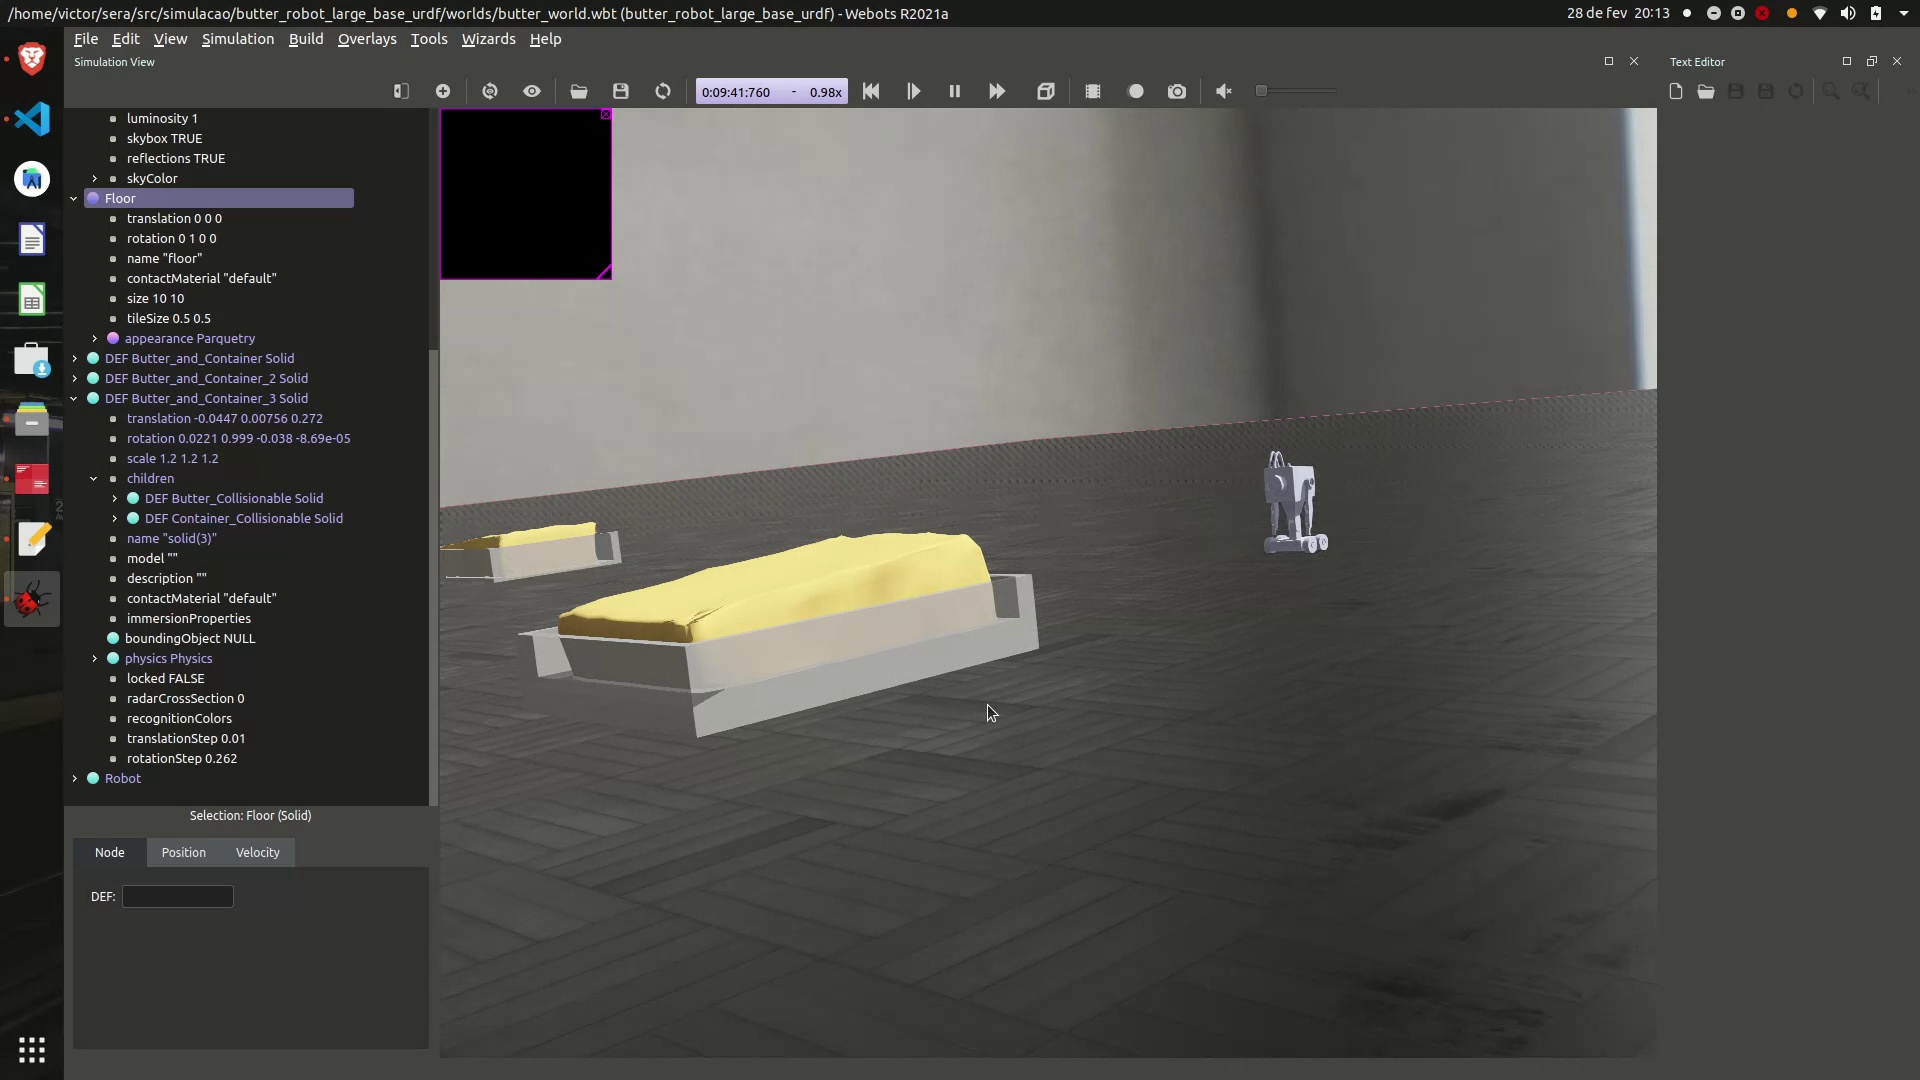 /home/victor/sera/src/simulacao/butter_robot_large_base_urdf/worlds/butter_world.wbt (butter_robot_large_base_urdf) - Webots R2021a
28 de fev 20:13
File Edit View Simulation Build Overlays Tools Wizards Help
Simulation View
Text Editor
0:09:41:760 - 0.98x
luminosity 1
skybox TRUE
reflections TRUE
skyColor
Floor
translation 0 0 0
rotation 0 1 0 0
name "floor"
contactMaterial "default"
size 10 10
tileSize 0.5 0.5
appearance Parquetry
DEF Butter_and_Container Solid
DEF Butter_and_Container_2 Solid
DEF Butter_and_Container_3 Solid
translation -0.0447 0.00756 0.272
rotation 0.0221 0.999 -0.038 -8.69e-05
scale 1.2 1.2 1.2
children
DEF Butter_Collisionable Solid
DEF Container_Collisionable Solid
name "solid(3)"
model ""
description ""
contactMaterial "default"
immersionProperties
boundingObject NULL
physics Physics
locked FALSE
radarCrossSection 0
recognitionColors
translationStep 0.01
rotationStep 0.262
Robot
Selection: Floor (Solid)
Node Position Velocity
DEF: